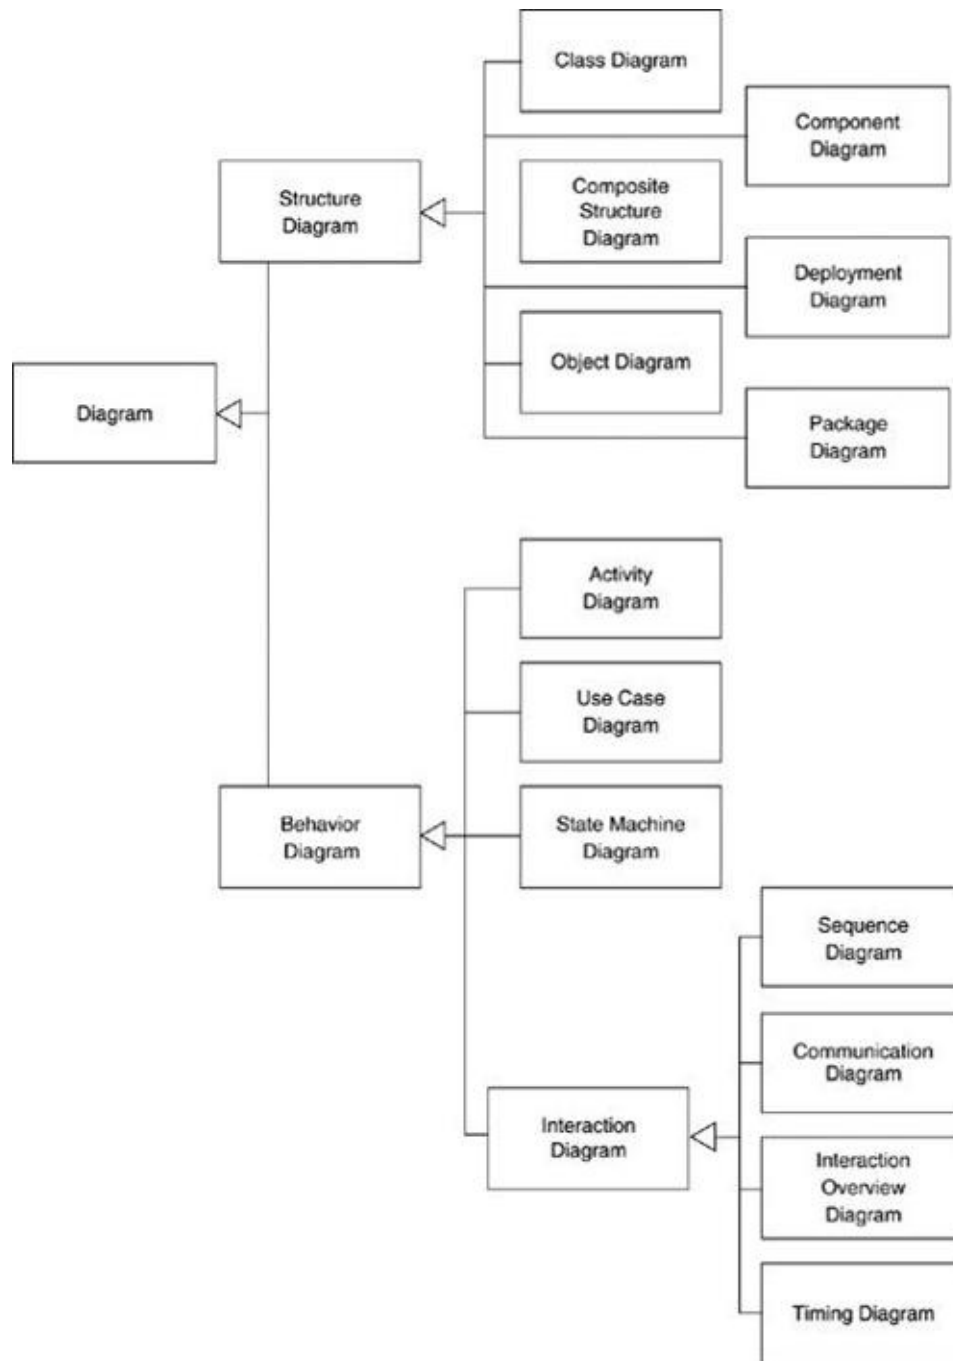 Class Diagram
Component
Diagram
Structure
Diagram
Composite
Structure
Diagram
Deployment
Diagram
Object Diagram
Diagram
Package
Diagram
Activity
Diagram
Use Case
Diagram
Behavior
Diagram
State Machine
Diagram
Sequence
Diagram
Communication
Diagram
Interaction
Diagram
Interaction
Overview
Diagram
Timing Diagram